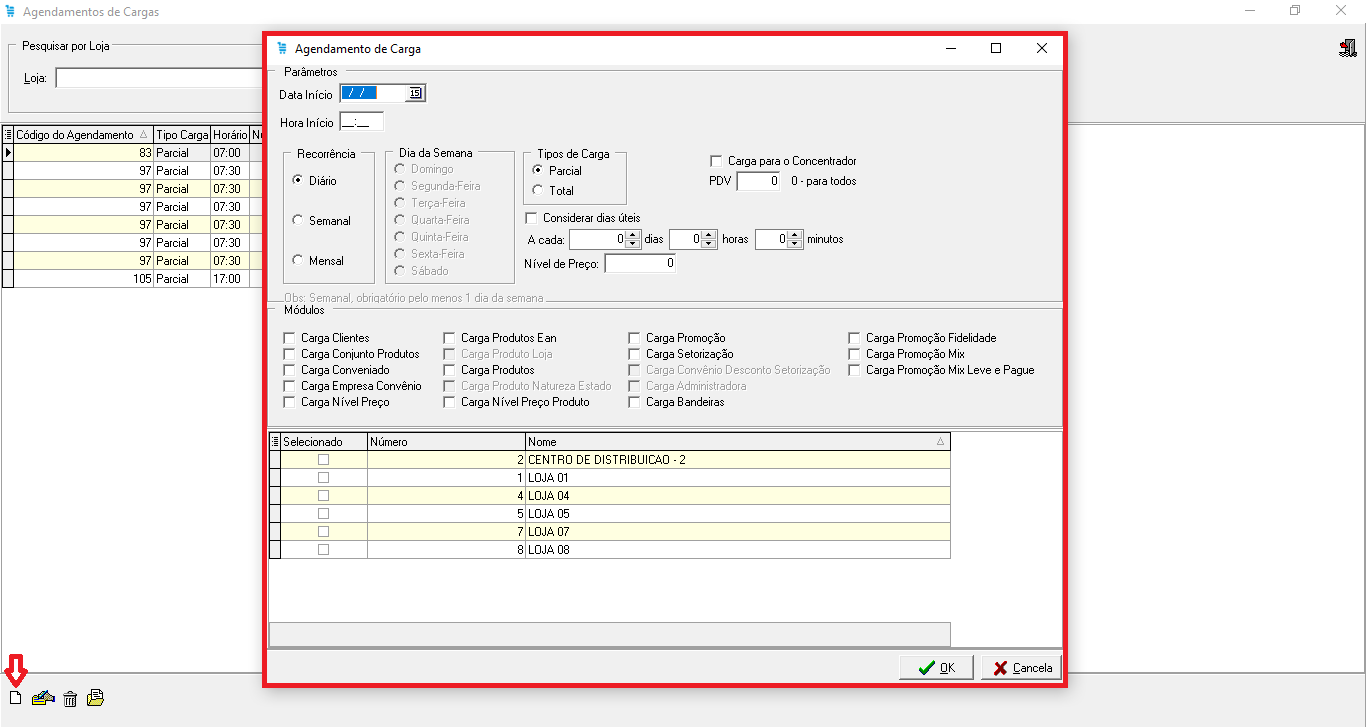 Agendamentos de Cargas
Pesquisar por Loja
Loja:
Código do Agendamento Tipo Carga Horário
83 Parcial 07:00
97 Parcial 07:30
97 Parcial 07:30
97 Parcial 07:30
97 Parcial 07:30
97 Parcial 07:30
97 Parcial 07:30
105 Parcial 17:00
Agendamento de Carga
Parâmetros
Data Início / / 15
Hora Início __:__
Recorrência
Diário
Semanal
Mensal
Dia da Semana
Domingo
Segunda-Feira
Terça-Feira
Quarta-Feira
Quinta-Feira
Sexta-Feira
Sábado
Tipos de Carga
Parcial
Total
Carga para o Concentrador
PDV 0 0 - para todos
Considerar dias úteis
A cada: 0 dias 0 horas 0 minutos
Nível de Preço: 0
Obs: Semanal, obrigatório pelo menos 1 dia da semana
Módulos
Carga Clientes
Carga Conjunto Produtos
Carga Conveniado
Carga Empresa Convênio
Carga Nível Preço
Carga Produtos Ean
Carga Produto Loja
Carga Produtos
Carga Produto Natureza Estado
Carga Nível Preço Produto
Carga Promoção
Carga Setorização
Carga Convênio Desconto Setorização
Carga Administradora
Carga Bandeiras
Carga Promoção Fidelidade
Carga Promoção Mix
Carga Promoção Mix Leve e Pague
Selecionado Número Nome
2 CENTRO DE DISTRIBUICAO - 2
1 LOJA 01
4 LOJA 04
5 LOJA 05
7 LOJA 07
8 LOJA 08
OK Cancela